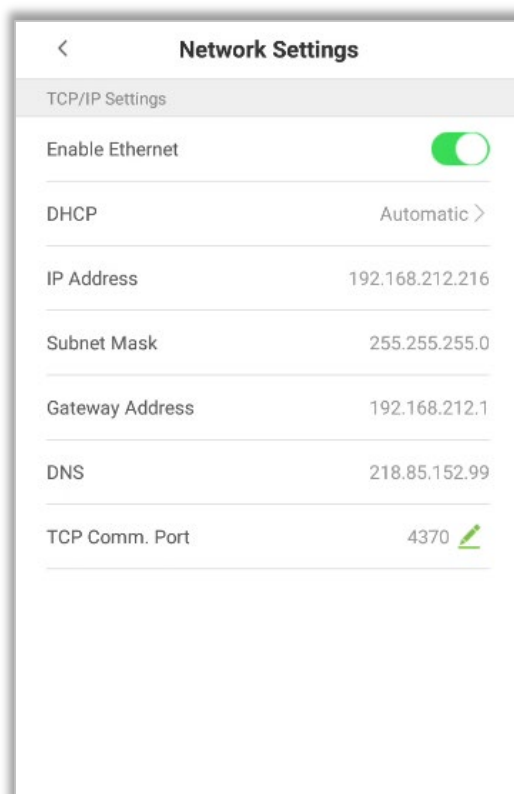 Network Settings
TCP/IP Settings
Enable Ethernet
DHCP Automatic
IP Address 192.168.212.216
Subnet Mask 255.255.255.0
Gateway Address 192.168.212.1
DNS 218.85.152.99
TCP Comm. Port 4370